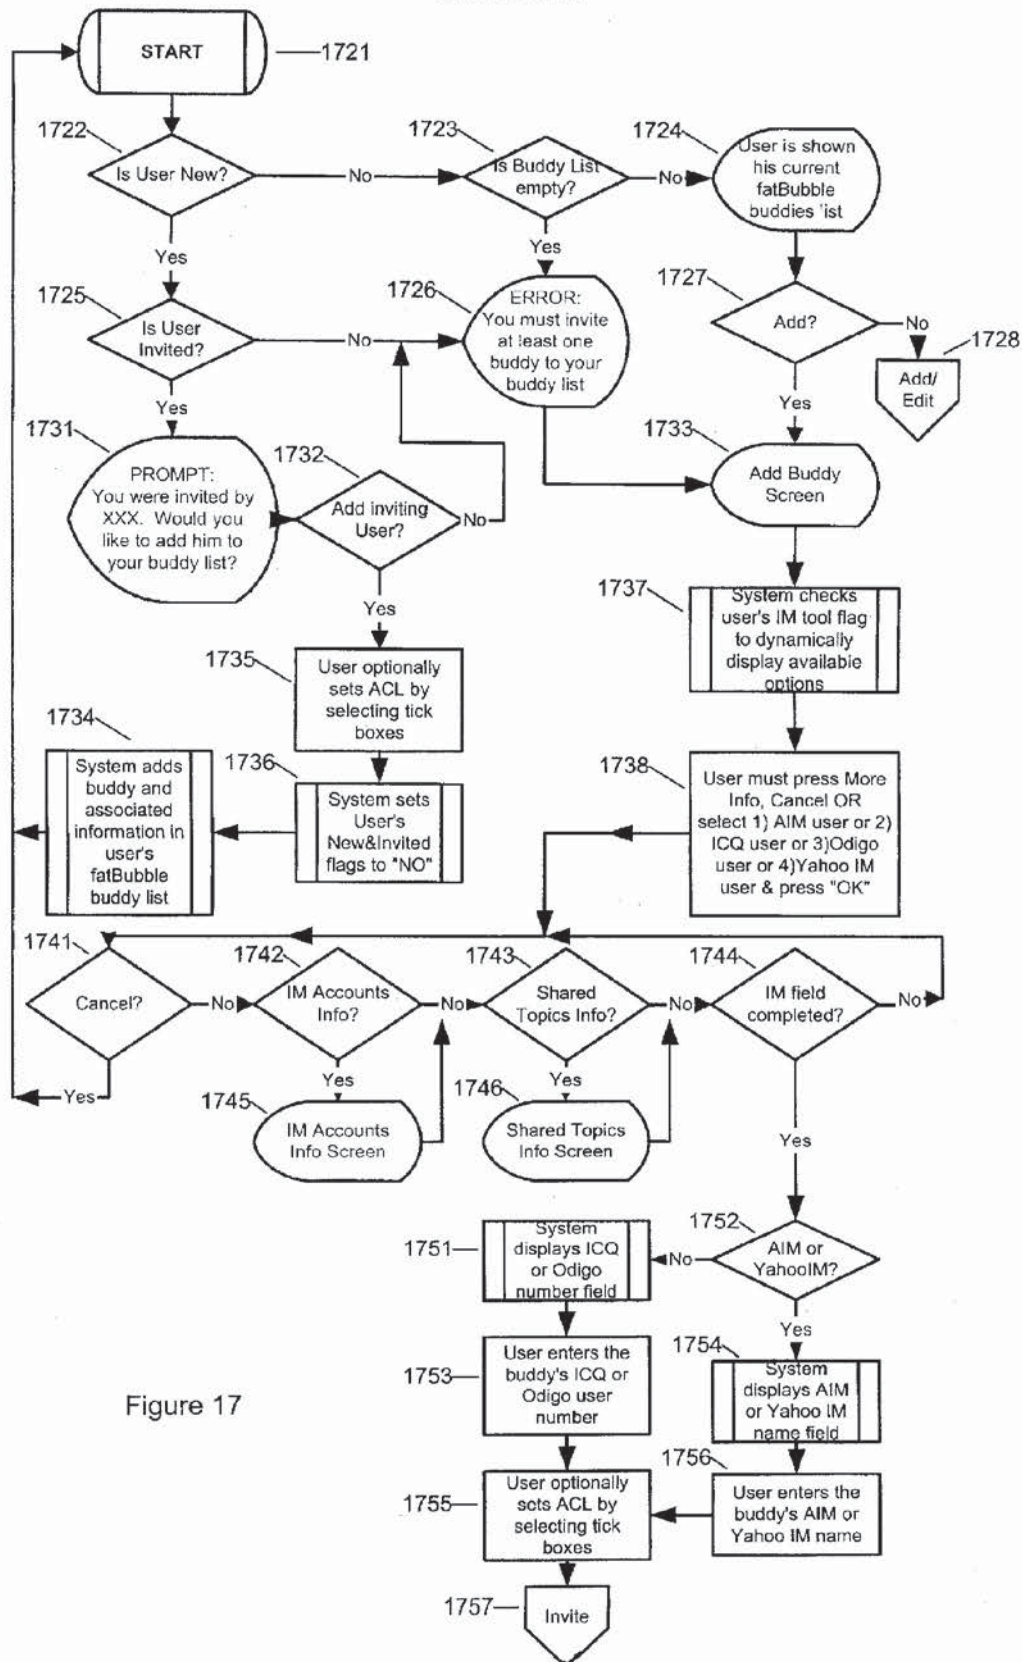 START
1721
1722
Is User New?
No
1723
Is Buddy List
empty?
No
1724
User is shown
his current
fatBubble
buddies 'ist
Yes
Yes
1725
Is User
Invited?
No
1726
ERROR:
You must invite
at least one
buddy to your
buddy list
1727
Add?
No
1728
Add/
Edit
Yes
Yes
1731
PROMPT:
You were invited by
XXX. Would you
like to add him to
your buddy list?
1732
Add inviting
User?
No
1733
Add Buddy
Screen
Yes
1737
System checks
user's IM tool flag
to dynamically
display available
options
1735
User optionally
sets ACL by
selecting tick
boxes
1734
System adds
buddy and
associated
information in
user's
fatBubble
buddy list
1736
System sets
User's
New&Invited
flags to "NO"
1738
User must press More
Info, Cancel OR
select 1) AIM user or 2)
ICQ user or 3)Odigo
user or 4)Yahoo IM
user & press "OK"
1741
Cancel?
No
1742
IM Accounts
Info?
No
1743
Shared
Topics Info?
No
1744
IM field
completed?
No
Yes
Yes
Yes
1745
IM Accounts
Info Screen
1746
Shared Topics
Info Screen
Yes
1751
System
displays ICQ
or Odigo
number field
No
1752
AIM or
YahooIM?
Yes
1753
User enters the
buddy's ICQ or
Odigo user
number
1754
System
displays AIM
or Yahoo IM
name field
Figure 17
1755
User optionally
sets ACL by
selecting tick
boxes
1756
User enters the
buddy's AIM or
Yahoo IM name
1757
Invite